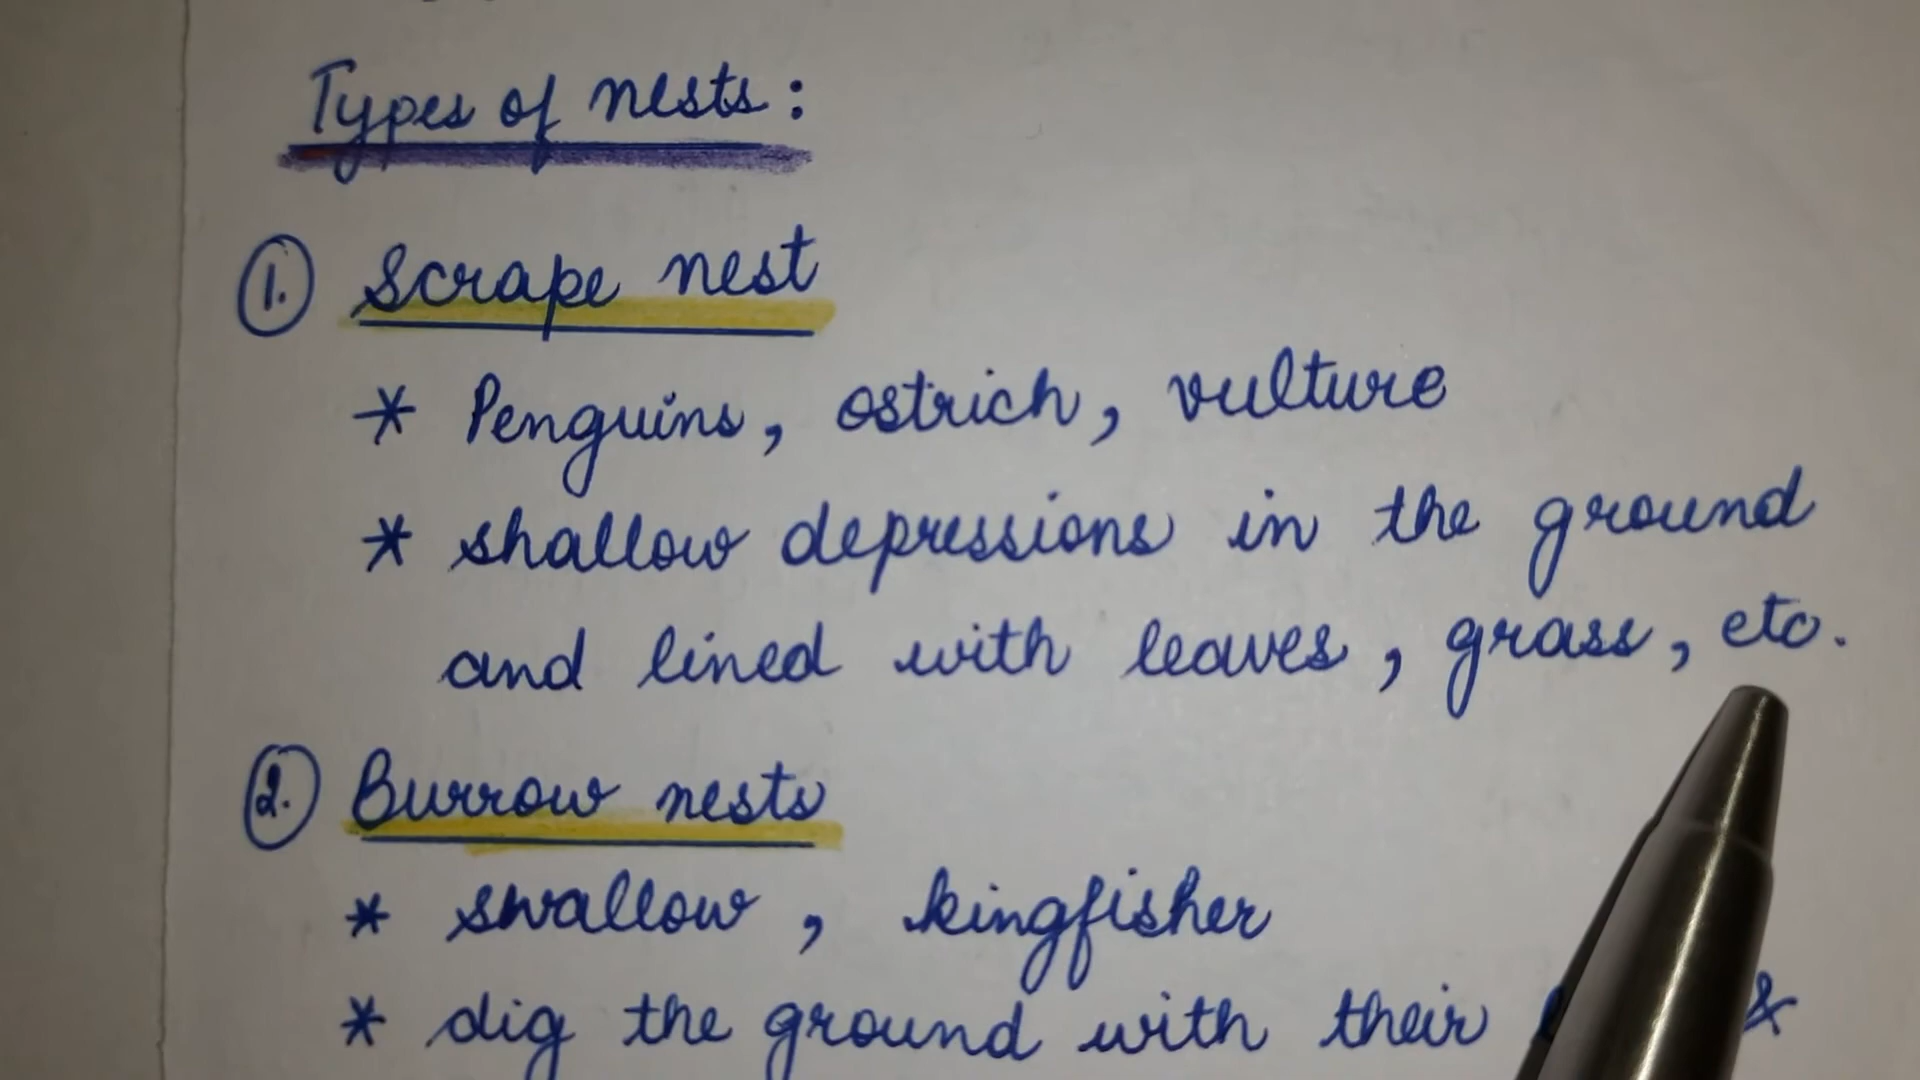 Types of nests:
1. Scrape nest
* Penguins, ostrich, vulture
* shallow depressions in the ground
and lined with leaves, grass, etc.
2. Burrow nests
* swallow, kingfisher
* dig the ground with their &